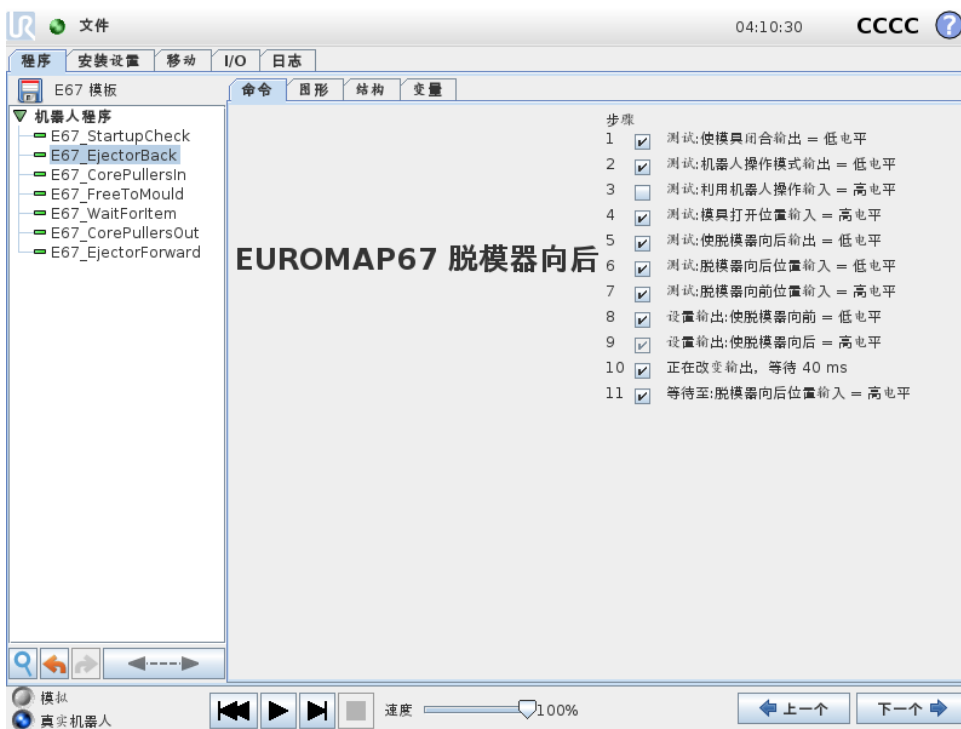 UR 文件 04:10:30 CCCC ?
程序 安装设置 移动 I/O 日志
E67 模板
命令 图形 结构 变量
机器人程序
E67_StartupCheck
E67_EjectorBack
E67_CorePullersIn
E67_FreeToMould
E67_WaitForItem
E67_CorePullersOut
E67_EjectorForward
EUROMAP67 脱模器向后
步骤
1 测试:使模具闭合输出 = 低电平
2 测试:机器人操作模式输出 = 低电平
3 测试:利用机器人操作输入 = 高电平
4 测试:模具打开位置输入 = 高电平
5 测试:使脱模器向后输出 = 低电平
6 测试:脱模器向后位置输入 = 低电平
7 测试:脱模器向前位置输入 = 高电平
8 设置输出:使脱模器向前 = 低电平
9 设置输出:使脱模器向后 = 高电平
10 正在改变输出，等待 40 ms
11 等待至:脱模器向后位置输入 = 高电平
模拟
真实机器人
速度 100%
上一个 下一个